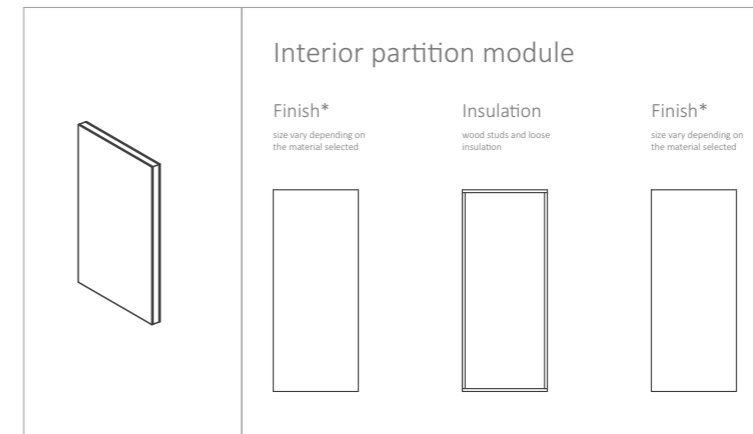 Interior partition module
Finish*
size vary depending on
the material selected
Insulation
wood studs and loose
insulation
Finish*
size vary depending on
the material selected